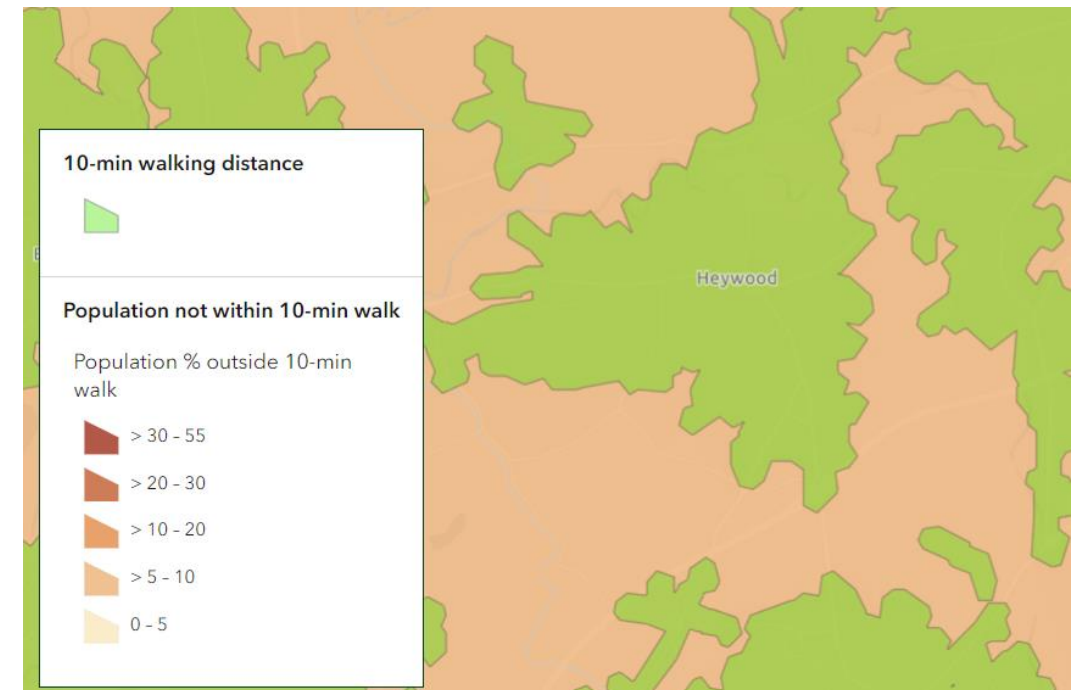 10-min walking distance
Heywood
Population not within 10-min walk
Population % outside 10-min
walk
> 30 - 55
> 20 - 30
> 10 - 20
> 5 - 10
0 - 5